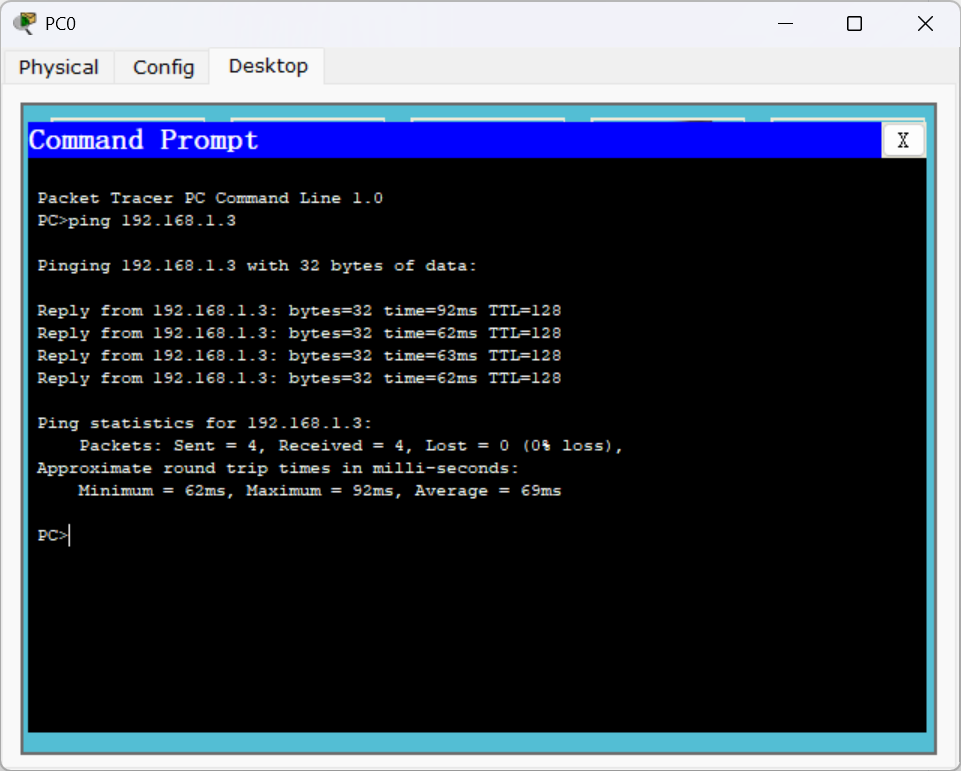 PC0
Physical Config Desktop
Command Prompt X
Packet Tracer PC Command Line 1.0
PC>ping 192.168.1.3
Pinging 192.168.1.3 with 32 bytes of data:
Reply from 192.168.1.3: bytes=32 time=92ms TTL=128
Reply from 192.168.1.3: bytes=32 time=62ms TTL=128
Reply from 192.168.1.3: bytes=32 time=63ms TTL=128
Reply from 192.168.1.3: bytes=32 time=62ms TTL=128
Ping statistics for 192.168.1.3:
Packets: Sent = 4, Received = 4, Lost = 0 (0% loss),
Approximate round trip times in milli-seconds:
Minimum = 62ms, Maximum = 92ms, Average = 69ms
PC>